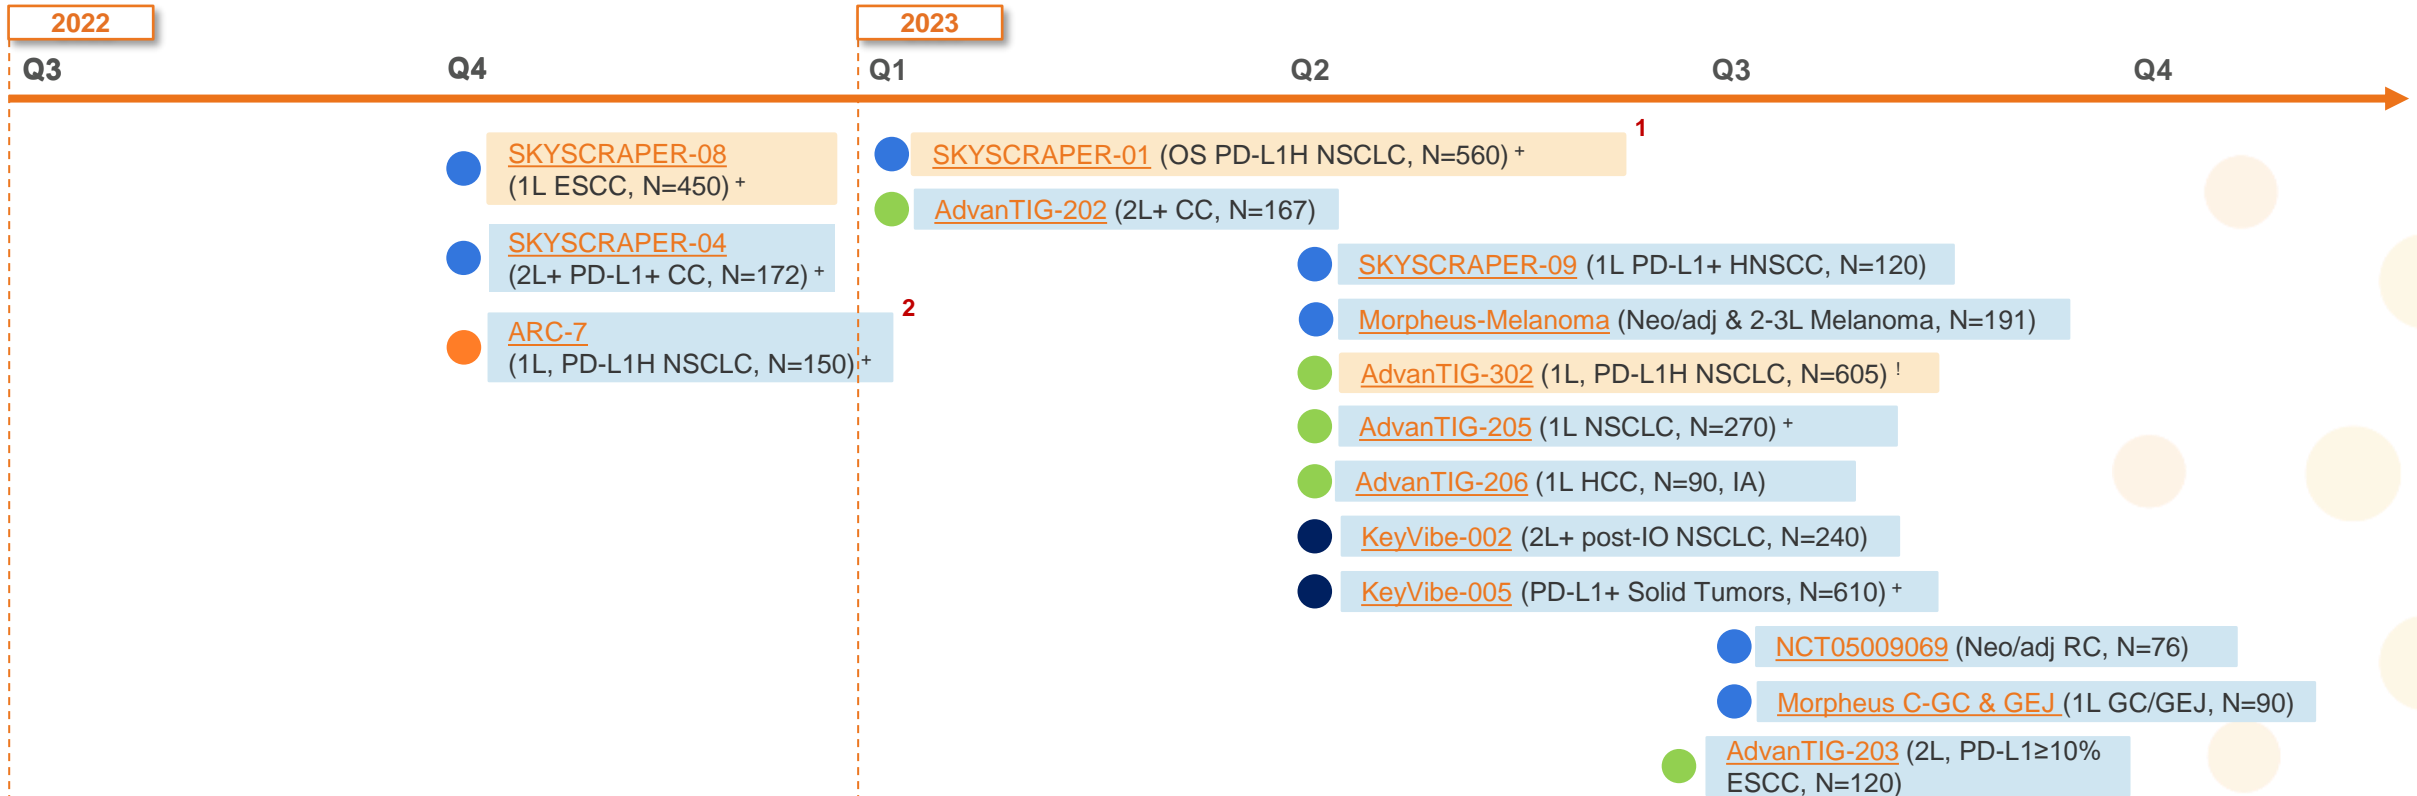 2022
2023
Q3
Q4
Q1
Q2
Q3
Q4
SKYSCRAPER-08
(1L ESCC, N=450) +
SKYSCRAPER-04
(2L+ PD-L1+ CC, N=172) +
2
ARC-7
(1L, PD-L1H NSCLC, N=150) +
1
SKYSCRAPER-01 (OS PD-L1H NSCLC, N=560) +
AdvanTIG-202 (2L+ CC, N=167)
SKYSCRAPER-09 (1L PD-L1+ HNSCC, N=120)
Morpheus-Melanoma (Neo/adj & 2-3L Melanoma, N=191)
AdvanTIG-302 (1L, PD-L1H NSCLC, N=605) !
AdvanTIG-205 (1L NSCLC, N=270) +
AdvanTIG-206 (1L HCC, N=90, IA)
KeyVibe-002 (2L+ post-IO NSCLC, N=240)
KeyVibe-005 (PD-L1+ Solid Tumors, N=610) +
NCT05009069 (Neo/adj RC, N=76)
Morpheus C-GC & GEJ (1L GC/GEJ, N=90)
AdvanTIG-203 (2L, PD-L1≥10%
ESCC, N=120)